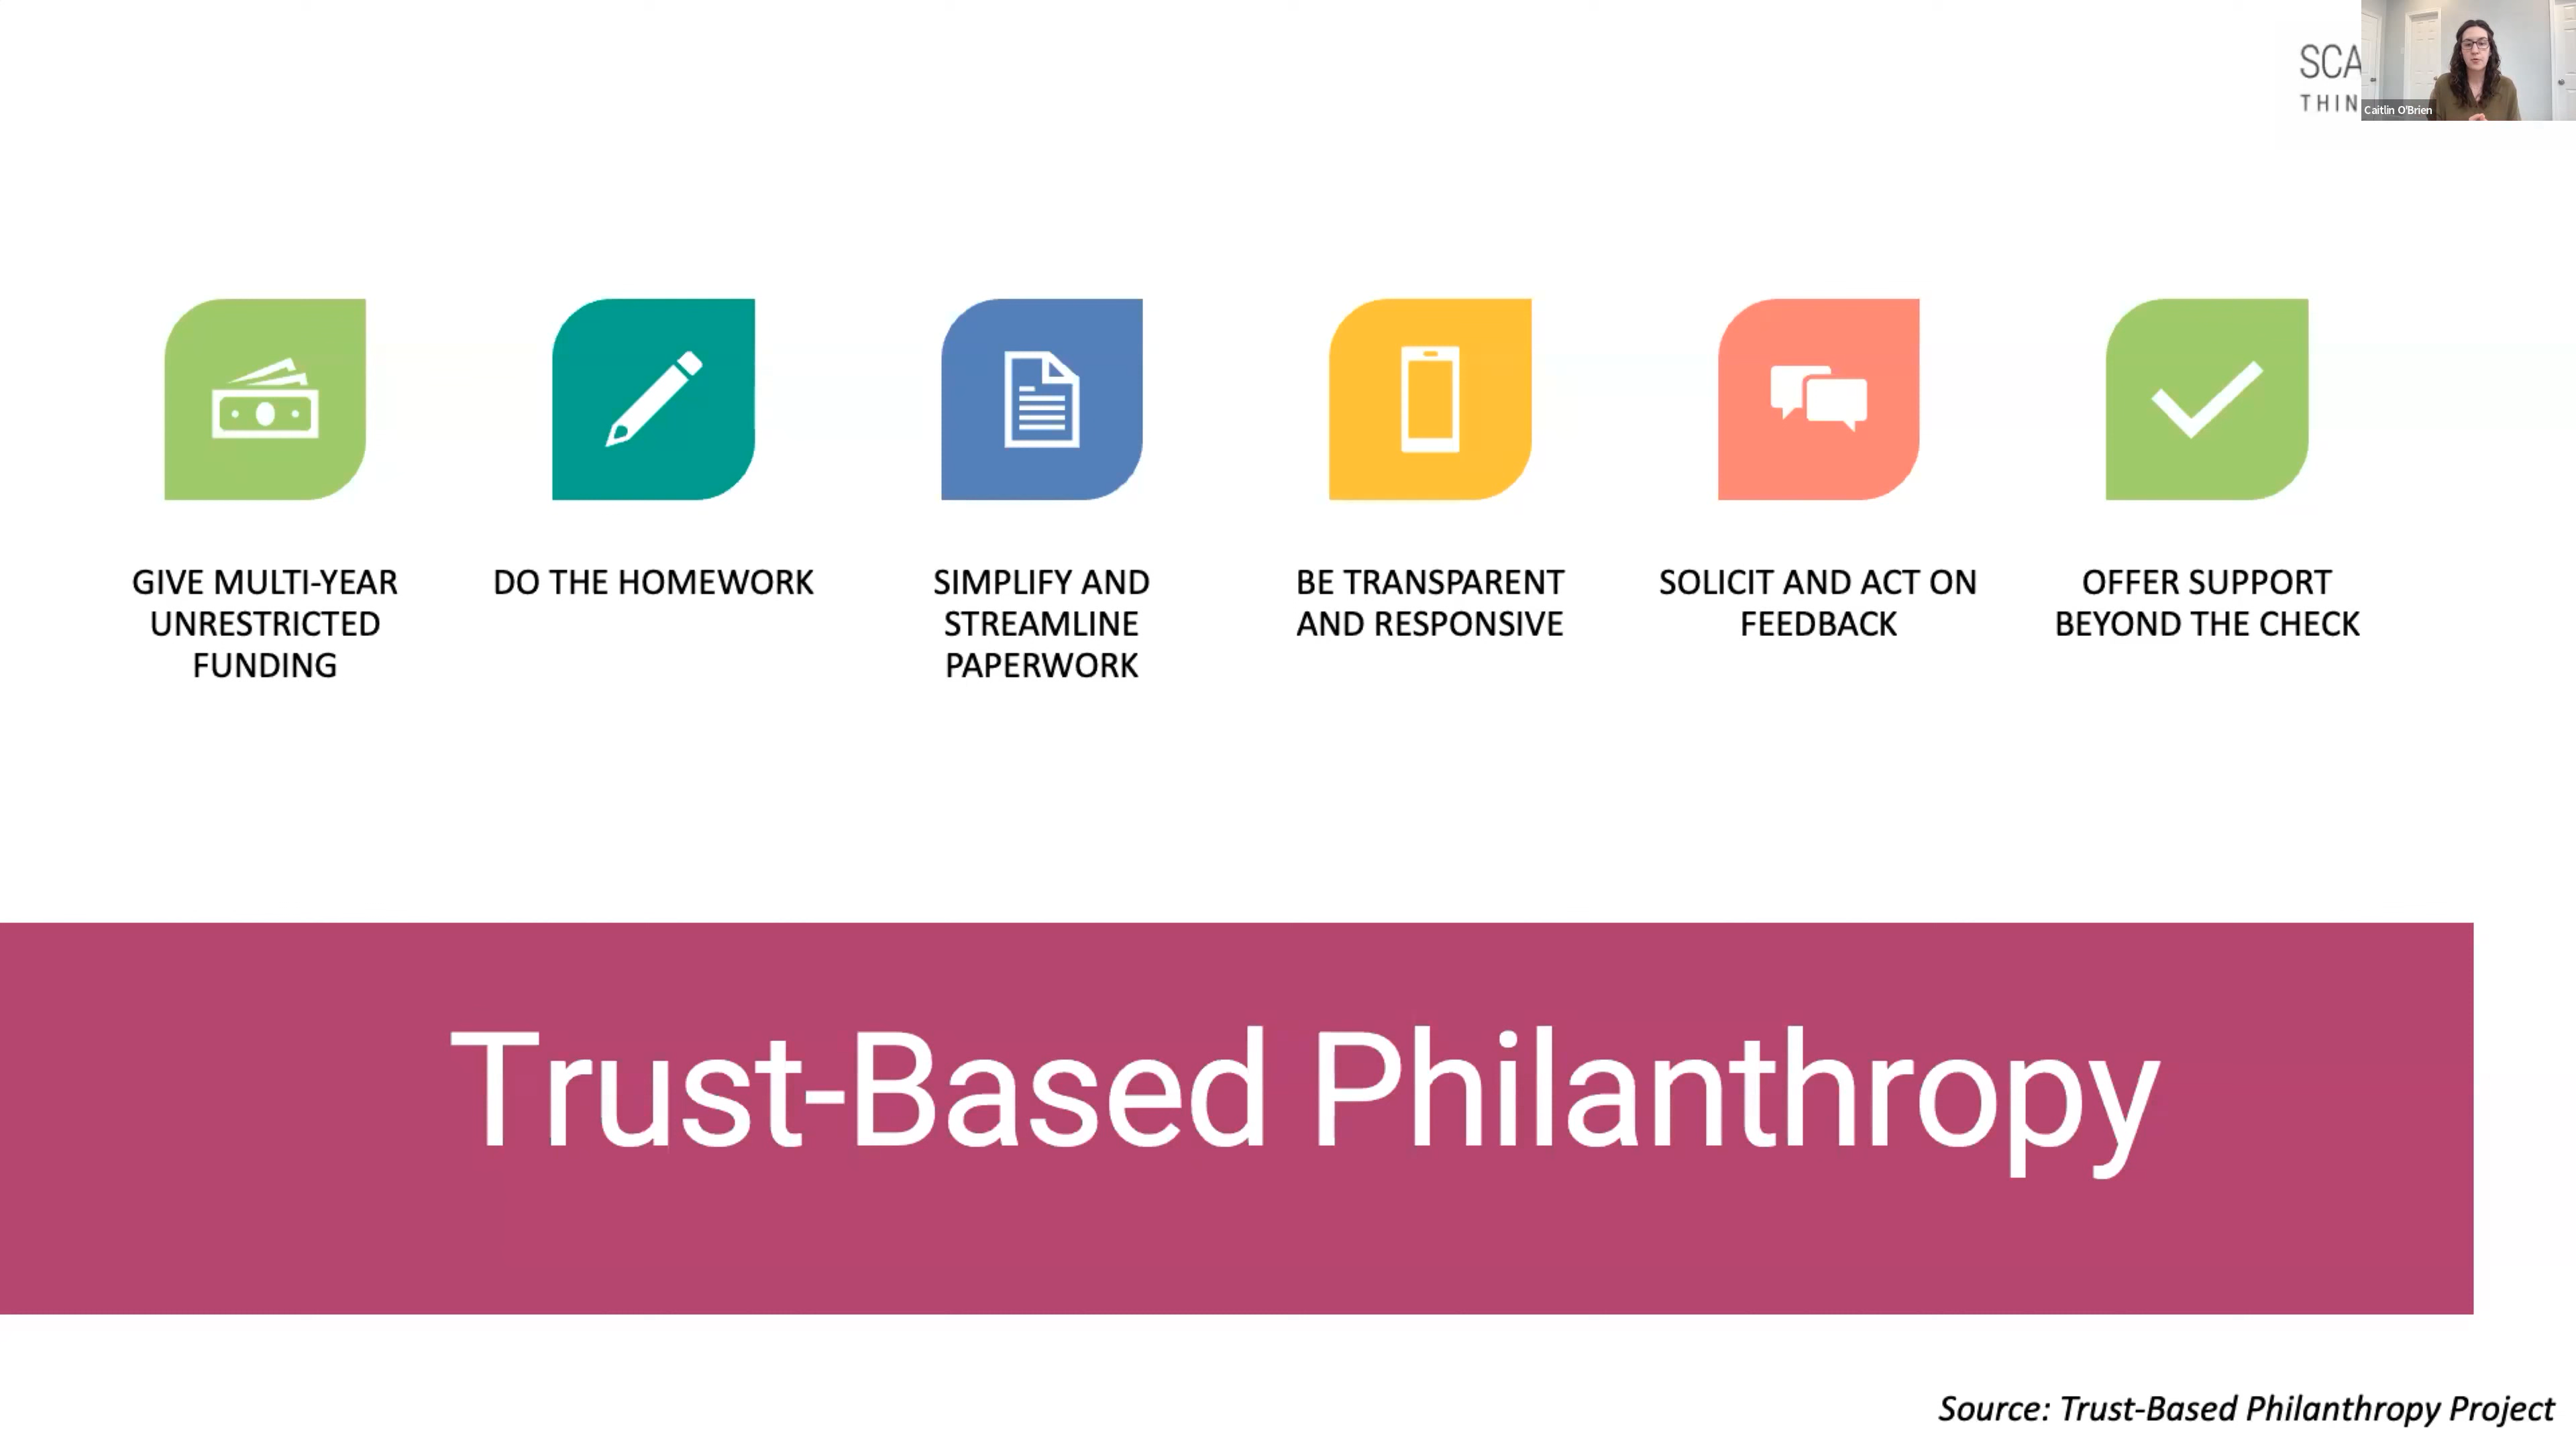 SCA
THIN
Caitlin O'Brien
GIVE MULTI-YEAR
UNRESTRICTED
FUNDING
DO THE HOMEWORK
SIMPLIFY AND
STREAMLINE
PAPERWORK
BE TRANSPARENT
AND RESPONSIVE
SOLICIT AND ACT ON
FEEDBACK
OFFER SUPPORT
BEYOND THE CHECK
Trust-Based Philanthropy
Source: Trust-Based Philanthropy Project